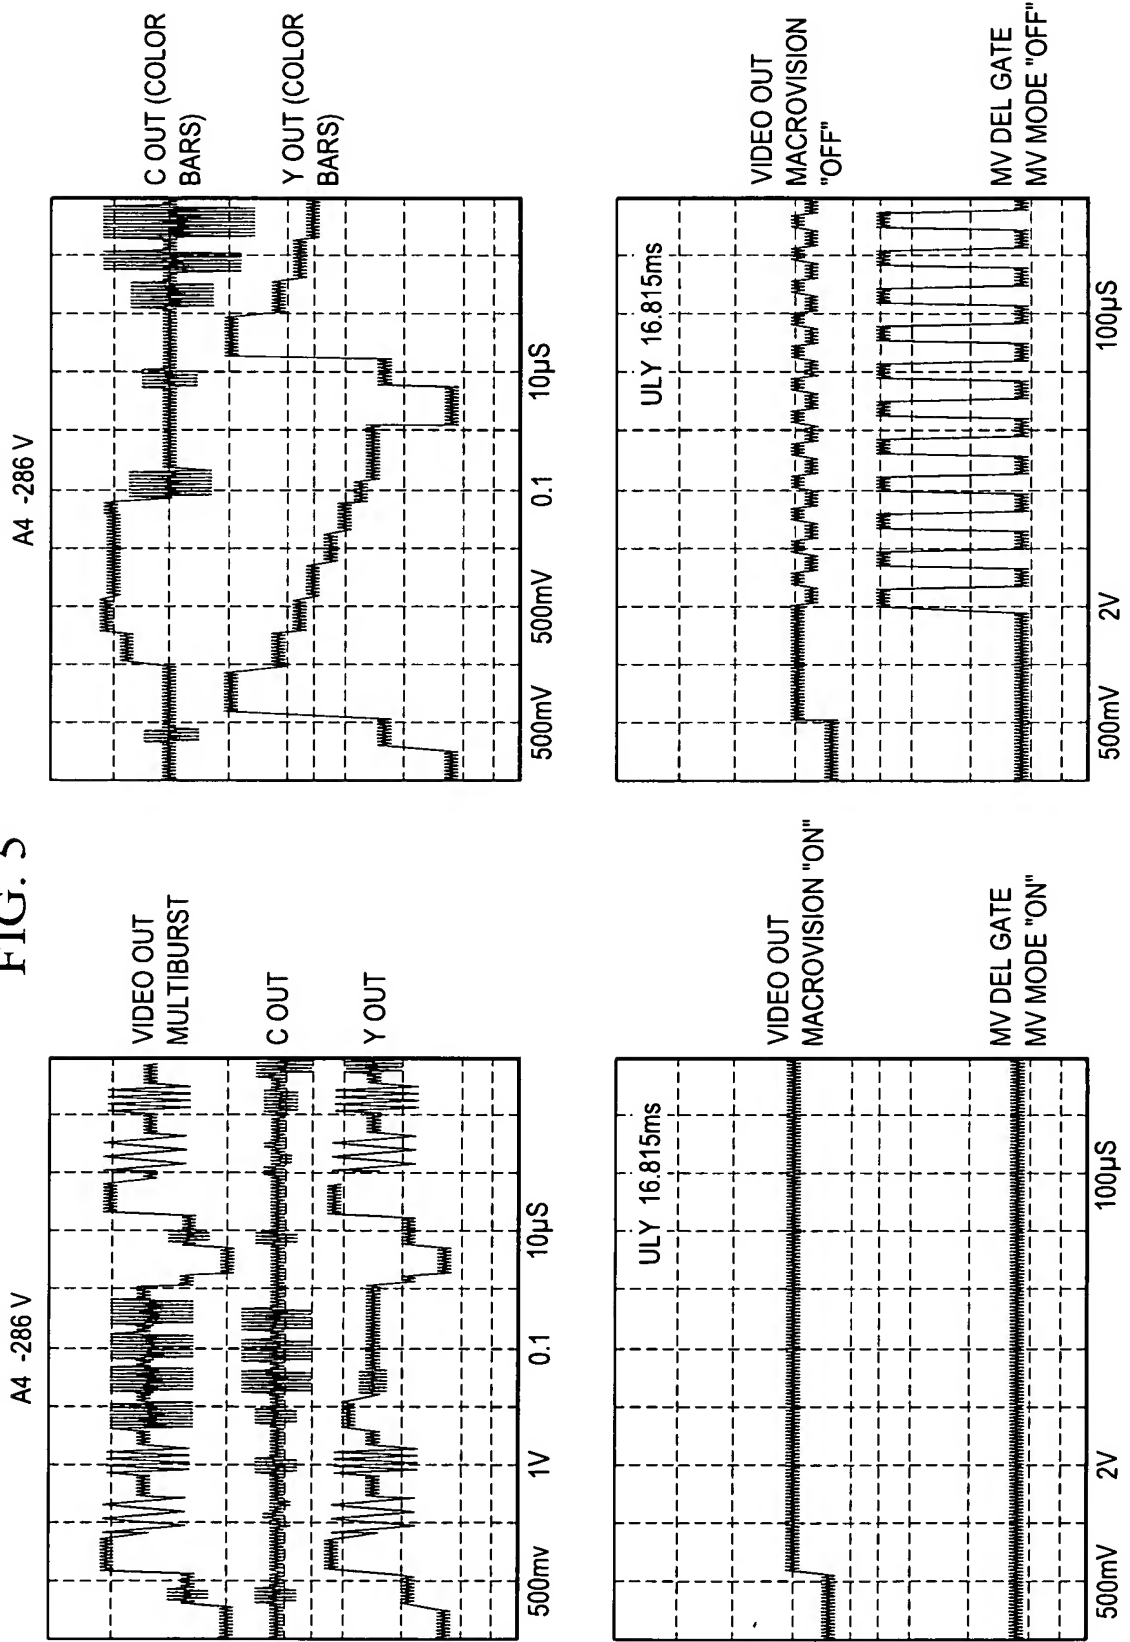 FIG. 5
A4 -286 V
VIDEO OUT
MULTIBURST
C OUT
Y OUT
500mv 1V 0.1 10µS
A4 -286 V
C OUT (COLOR
BARS)
Y OUT (COLOR
BARS)
500mV 500mV 0.1 10µS
ULY 16.815ms
VIDEO OUT
MACROVISION "ON"
MV DEL GATE
MV MODE "ON"
500mV 2V 100µS
ULY 16.815ms
VIDEO OUT
MACROVISION
"OFF"
MV DEL GATE
MV MODE "OFF"
500mV 2V 100µS